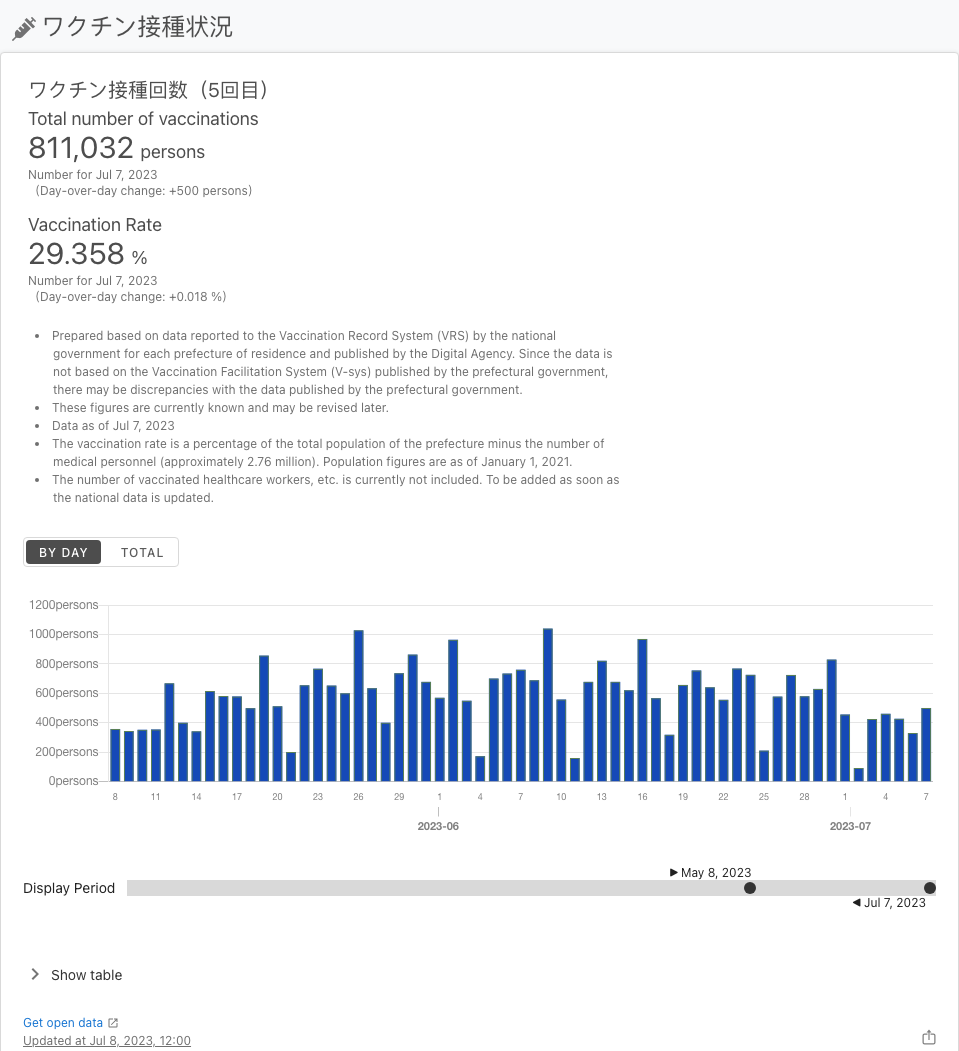 ワクチン接種状況
ワクチン接種回数（5回目）
Total number of vaccinations
811,032 persons
Number for Jul 7, 2023
(Day-over-day change: +500 persons)
Vaccination Rate
29.358 %
Number for Jul 7, 2023
(Day-over-day change: +0.018 %)
• Prepared based on data reported to the Vaccination Record System (VRS) by the national
government for each prefecture of residence and published by the Digital Agency. Since the data is
not based on the Vaccination Facilitation System (V-sys) published by the prefectural government,
there may be discrepancies with the data published by the prefectural government.
• These figures are currently known and may be revised later.
• Data as of Jul 7, 2023
• The vaccination rate is a percentage of the total population of the prefecture minus the number of
medical personnel (approximately 2.76 million). Population figures are as of January 1, 2021.
• The number of vaccinated healthcare workers, etc. is currently not included. To be added as soon as
the national data is updated.
BY DAY TOTAL
1200persons
1000persons
800persons
600persons
400persons
200persons
0persons
8 11 14 17 20 23 26 29 1 4 7 10 13 16 19 22 25 28 1 4 7
2023-06 2023-07
May 8, 2023
Display Period
Jul 7, 2023
Show table
Get open data
Updated at Jul 8, 2023, 12:00